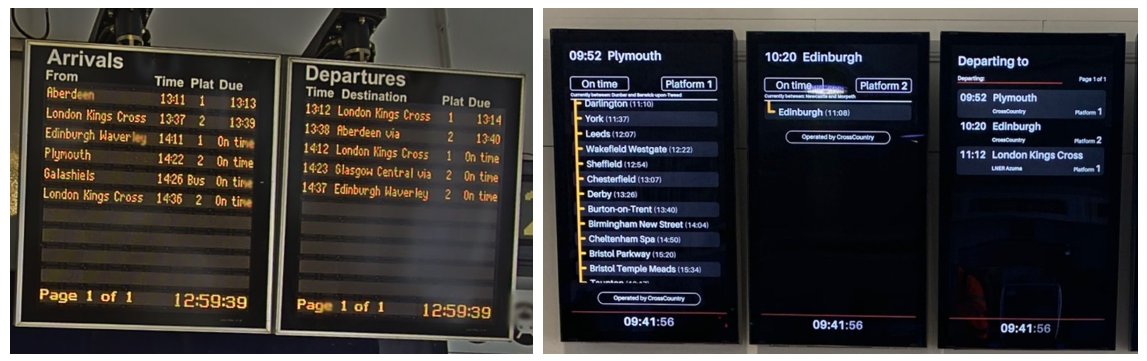 Arrivals
From Time Plat Due
Aberdeen 13:11 1 13:13
London Kings Cross 13:37 2 13:39
Edinburgh Waverley 14:11 1 On time
Plymouth 14:22 2 On time
Galashiels 14:26 Bus On time
London Kings Cross 14:36 2 On time
Page 1 of 1 12:59:39
Departures
Time Destination Plat Due
13:12 London Kings Cross 1 13:14
13:38 Aberdeen via 2 13:40
14:12 London Kings Cross 1 On time
14:23 Glasgow Central via 2 On time
14:37 Edinburgh Waverley 2 On time
Page 1 of 1 12:59:39
09:52 Plymouth
On time Platform 1
Currently between: Dunbar and Berwick-upon-Tweed
Darlington (11:10)
York (11:37)
Leeds (12:07)
Wakefield Westgate (12:22)
Sheffield (12:54)
Chesterfield (13:07)
Derby (13:26)
Burton-on-Trent (13:40)
Birmingham New Street (14:04)
Cheltenham Spa (14:50)
Bristol Parkway (15:20)
Bristol Temple Meads (15:34)
Operated by CrossCountry
09:41:56
10:20 Edinburgh
On time Platform 2
Currently between: Newcastle and Morpeth
Edinburgh (11:08)
Operated by CrossCountry
09:41:56
Departing to
Departing: Page 1 of 1
09:52 Plymouth
CrossCountry Platform 1
10:20 Edinburgh
CrossCountry Platform 2
11:12 London Kings Cross
LNER Azuma Platform 1
09:41:56